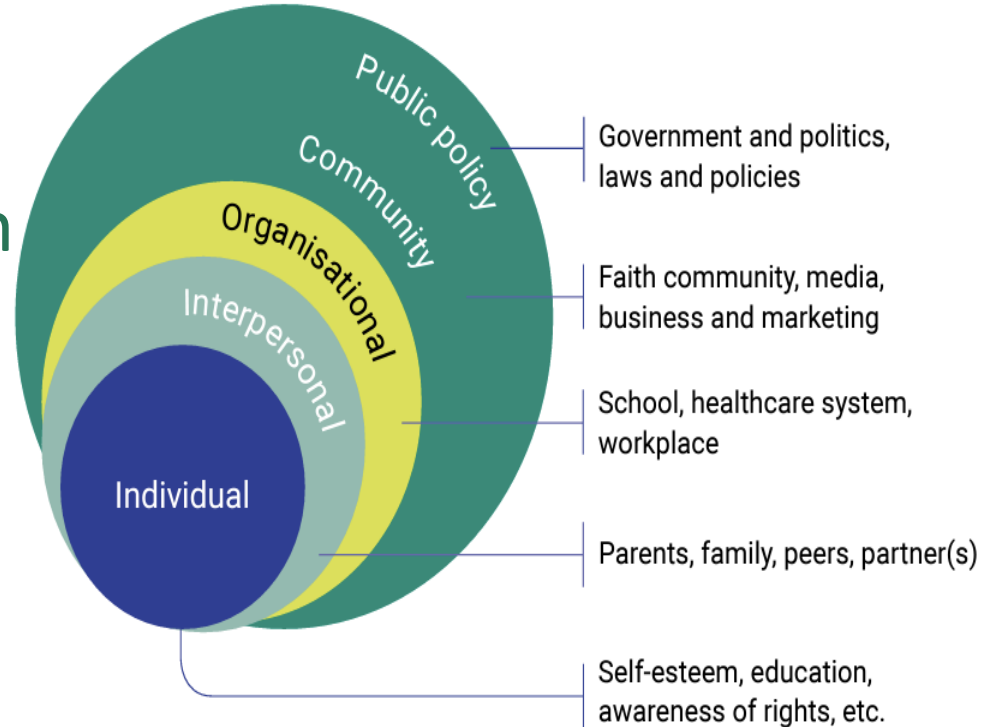 Public policy
Government and politics,
laws and policies
Community
Faith community, media,
business and marketing
Organisational
School, healthcare system,
workplace
Interpersonal
Parents, family, peers, partner(s)
Individual
Self-esteem, education,
awareness of rights, etc.